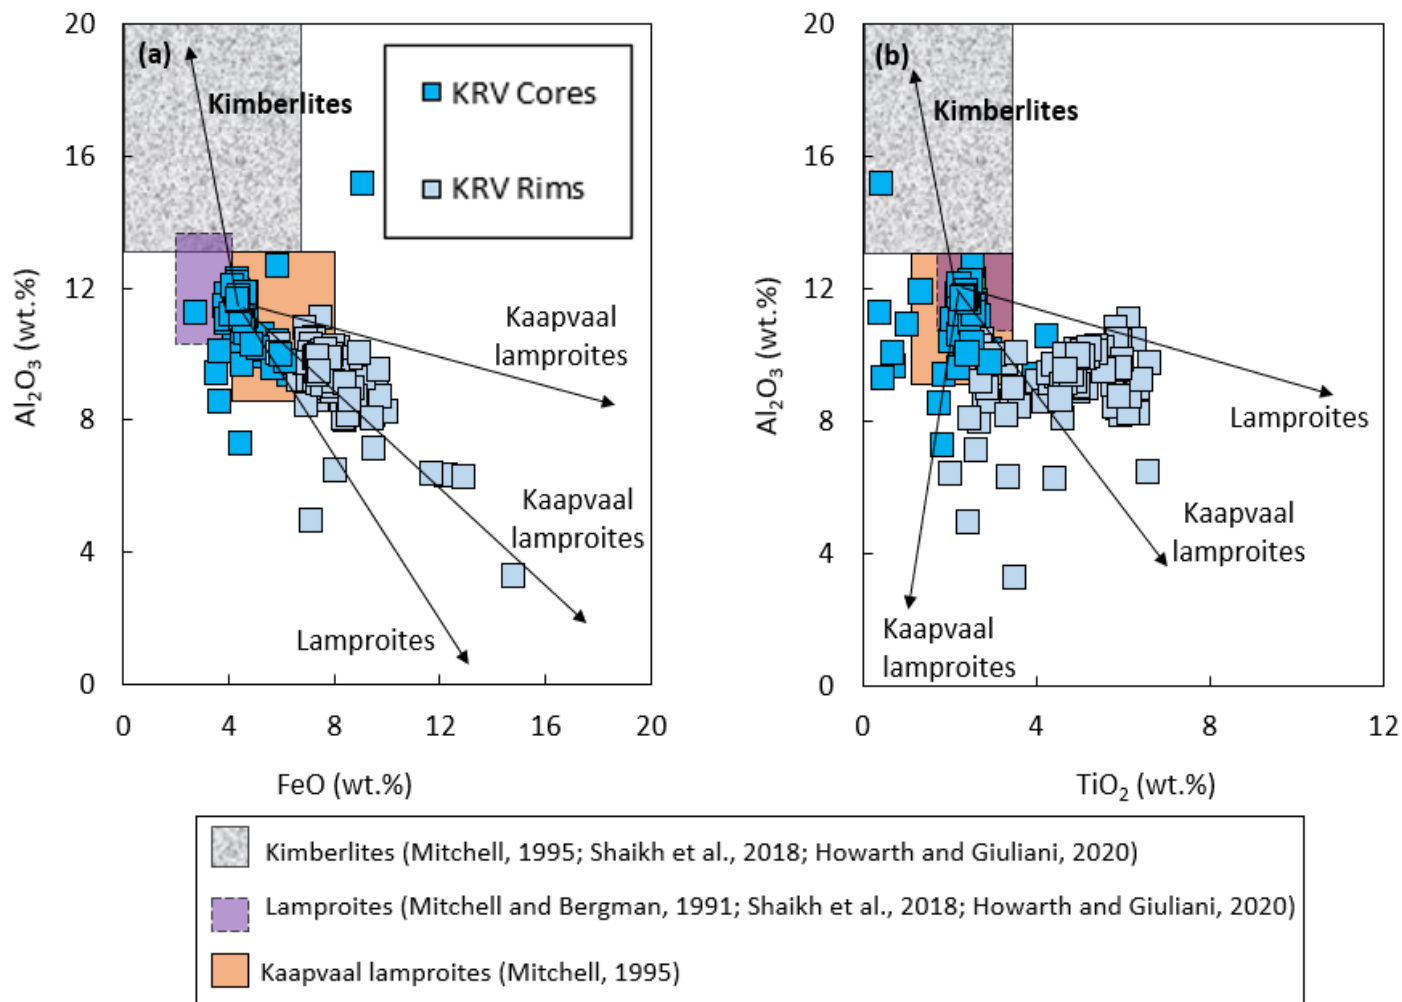 (a)
Kimberlites
KRV Cores
KRV Rims
Kaapvaal
lamproites
Kaapvaal
lamproites
Lamproites
20
16
12
8
4
0
Al₂O₃ (wt.%)
0 4 8 12 16 20
FeO (wt.%)
(b)
Kimberlites
Lamproites
Kaapvaal
lamproites
Kaapvaal
lamproites
20
16
12
8
4
0
Al₂O₃ (wt.%)
0 4 8 12
TiO₂ (wt.%)
Kimberlites (Mitchell, 1995; Shaikh et al., 2018; Howarth and Giuliani, 2020)
Lamproites (Mitchell and Bergman, 1991; Shaikh et al., 2018; Howarth and Giuliani, 2020)
Kaapvaal lamproites (Mitchell, 1995)